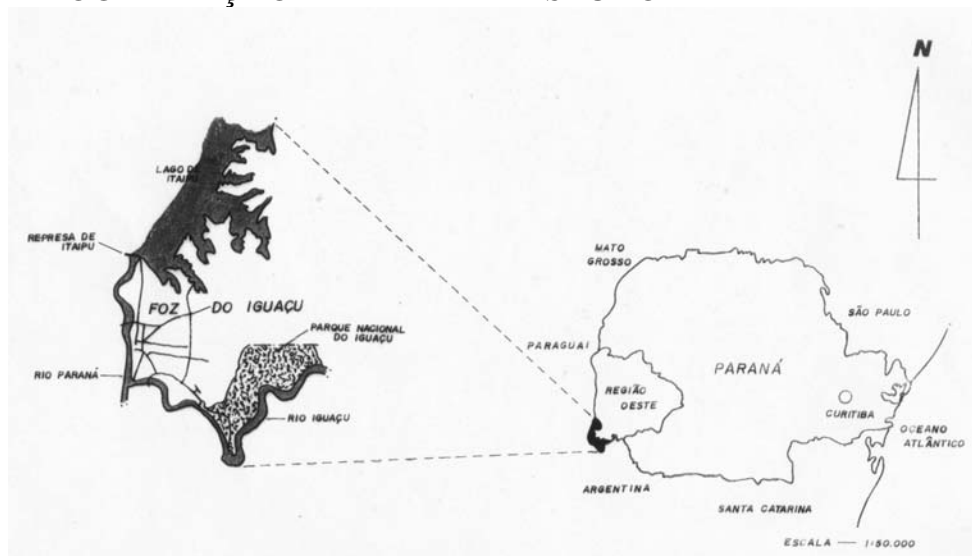 N
LAGO DE
ITAIPU
REPRESA DE
ITAIPU
FOZ DO IGUAÇU
PARQUE NACIONAL
DO IGUAÇU
RIO PARANÁ
RIO IGUAÇU
MATO
GROSSO
SÃO PAULO
PARAGUAI
PARANÁ
REGIÃO
OESTE
CURITIBA
OCEANO
ATLÂNTICO
ARGENTINA
SANTA CATARINA
ESCALA — 1:50.000